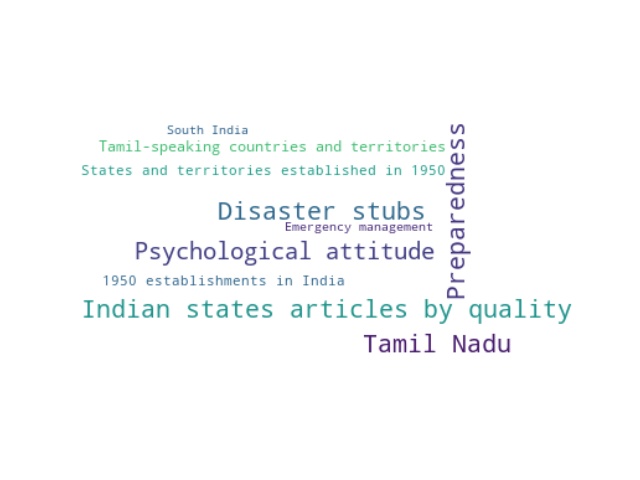 South India
Tamil-speaking countries and territories
States and territories established in 1950
Preparedness
Disaster stubs
Emergency management
Psychological attitude
1950 establishments in India
Indian states articles by quality
Tamil Nadu